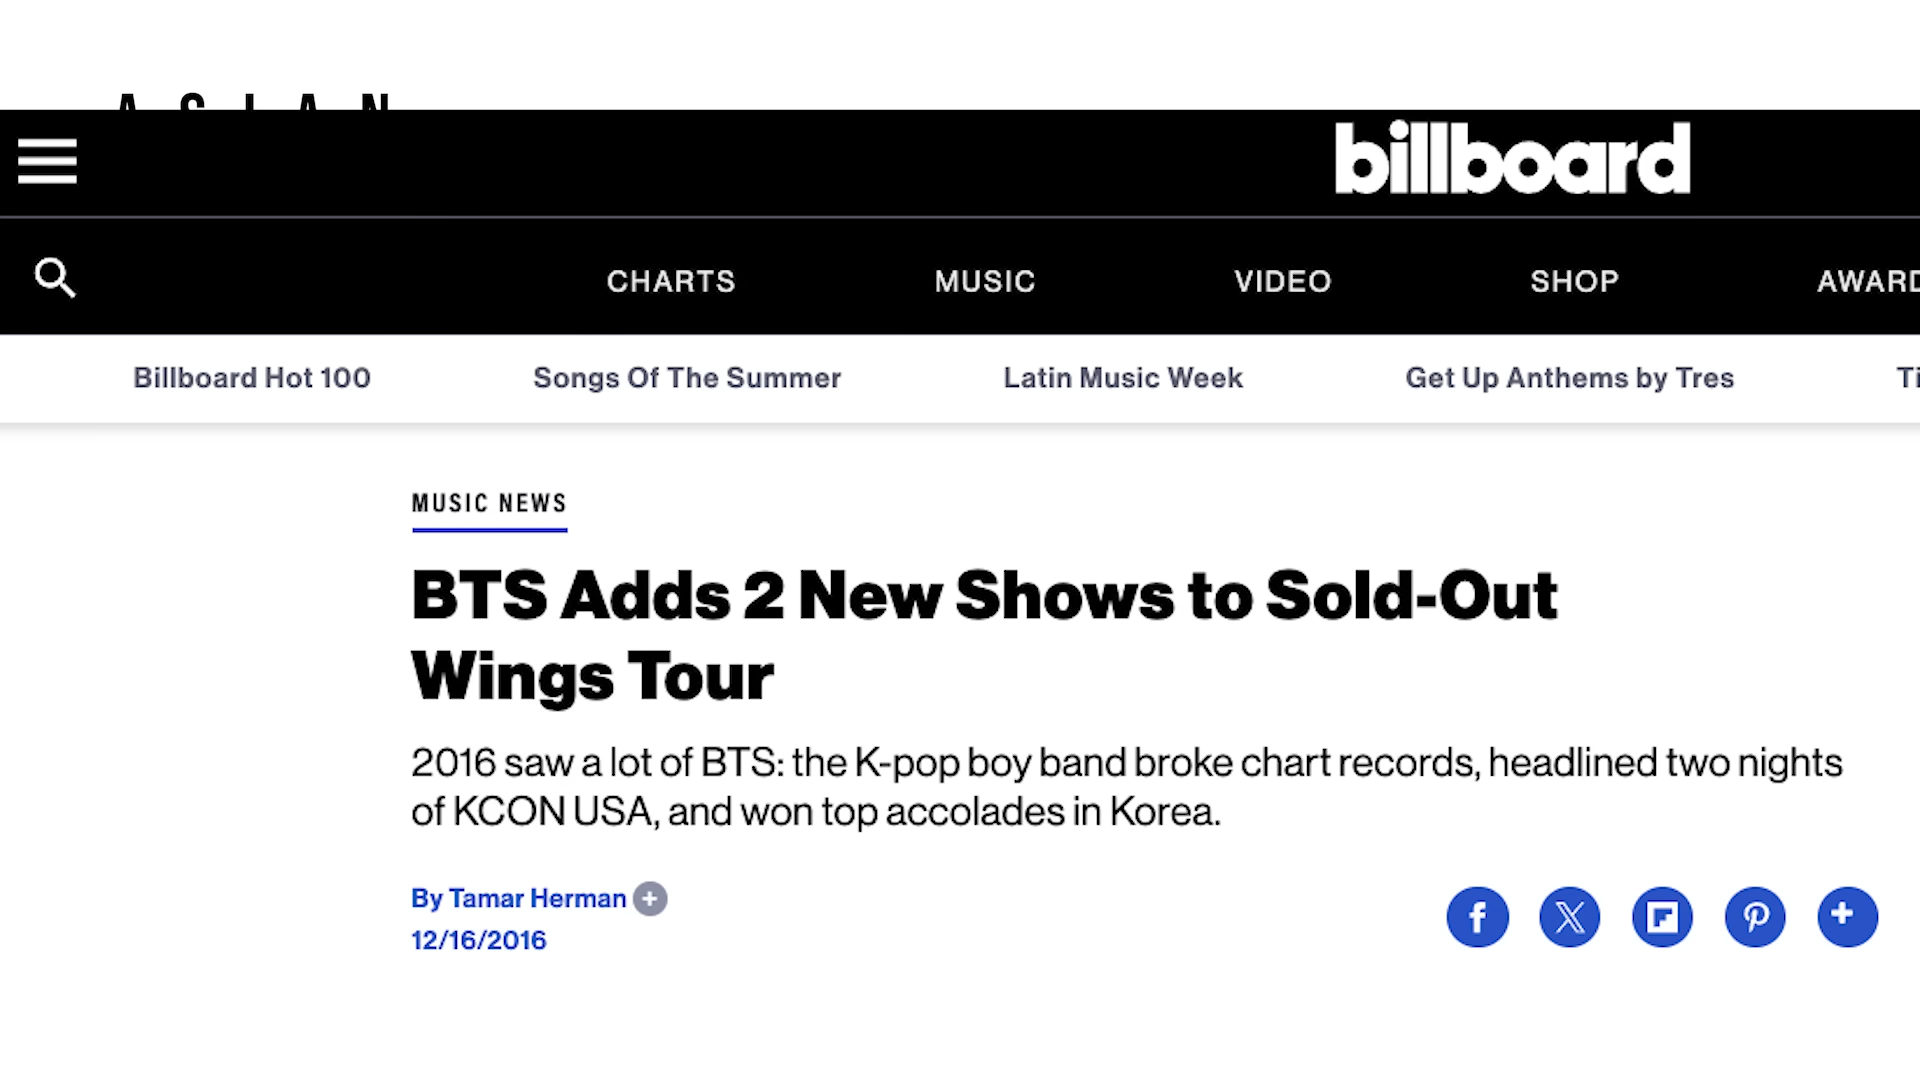 billboard
CHARTS MUSIC VIDEO SHOP
Billboard Hot 100 Songs Of The Summer Latin Music Week Get Up Anthems by Tres
MUSIC NEWS
BTS Adds 2 New Shows to Sold-Out
Wings Tour
2016 saw a lot of BTS: the K-pop boy band broke chart records, headlined two nights
of KCON USA, and won top accolades in Korea.
By Tamar Herman
12/16/2016